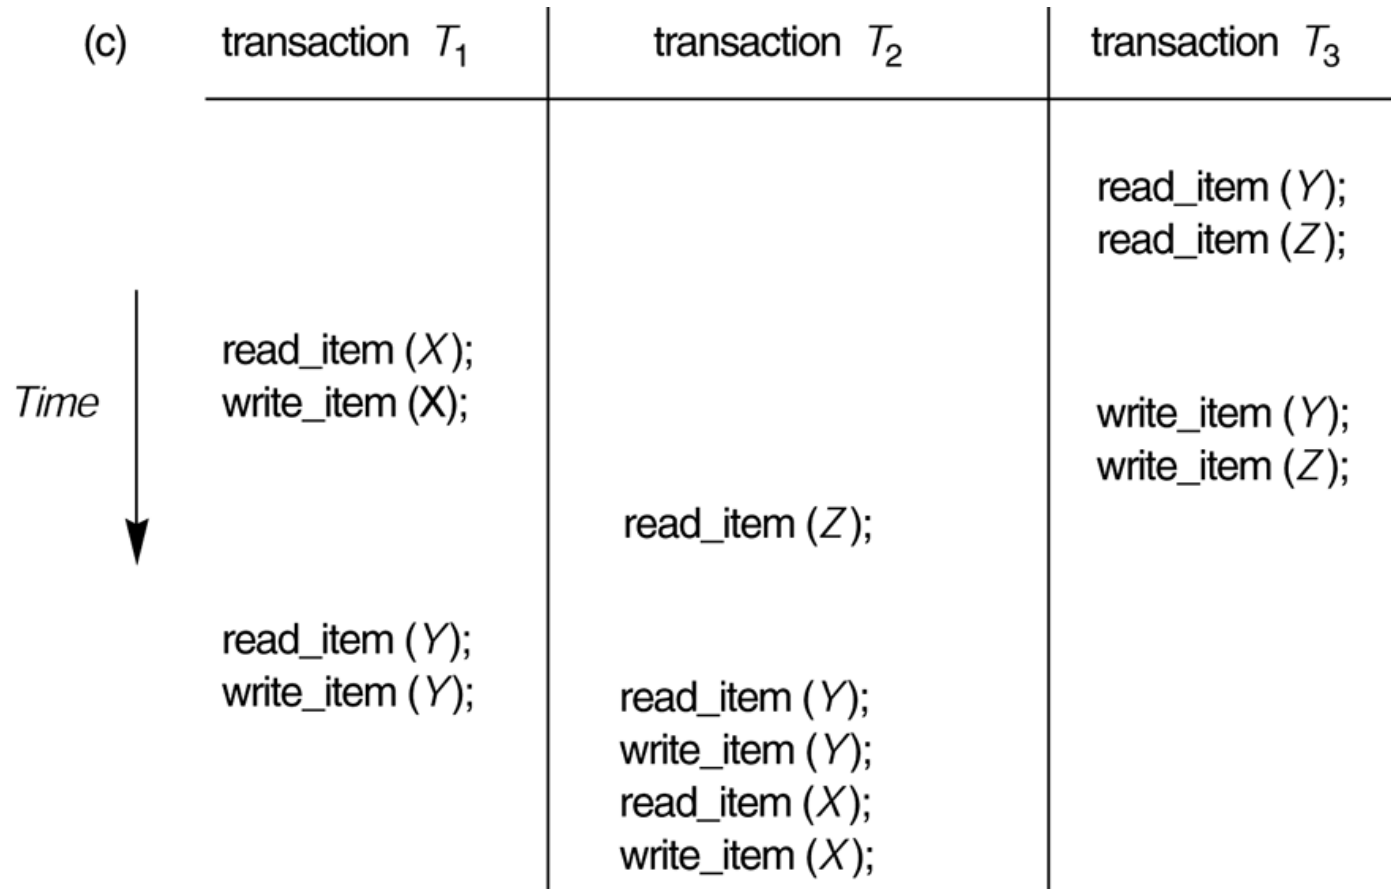 (c) transaction T1 transaction T2 transaction T3
read_item (Y);
read_item (Z);
read_item (X);
Time write_item (X); write_item (Y);
write_item (Z);
read_item (Z);
read_item (Y);
write_item (Y); read_item (Y);
write_item (Y);
read_item (X);
write_item (X);